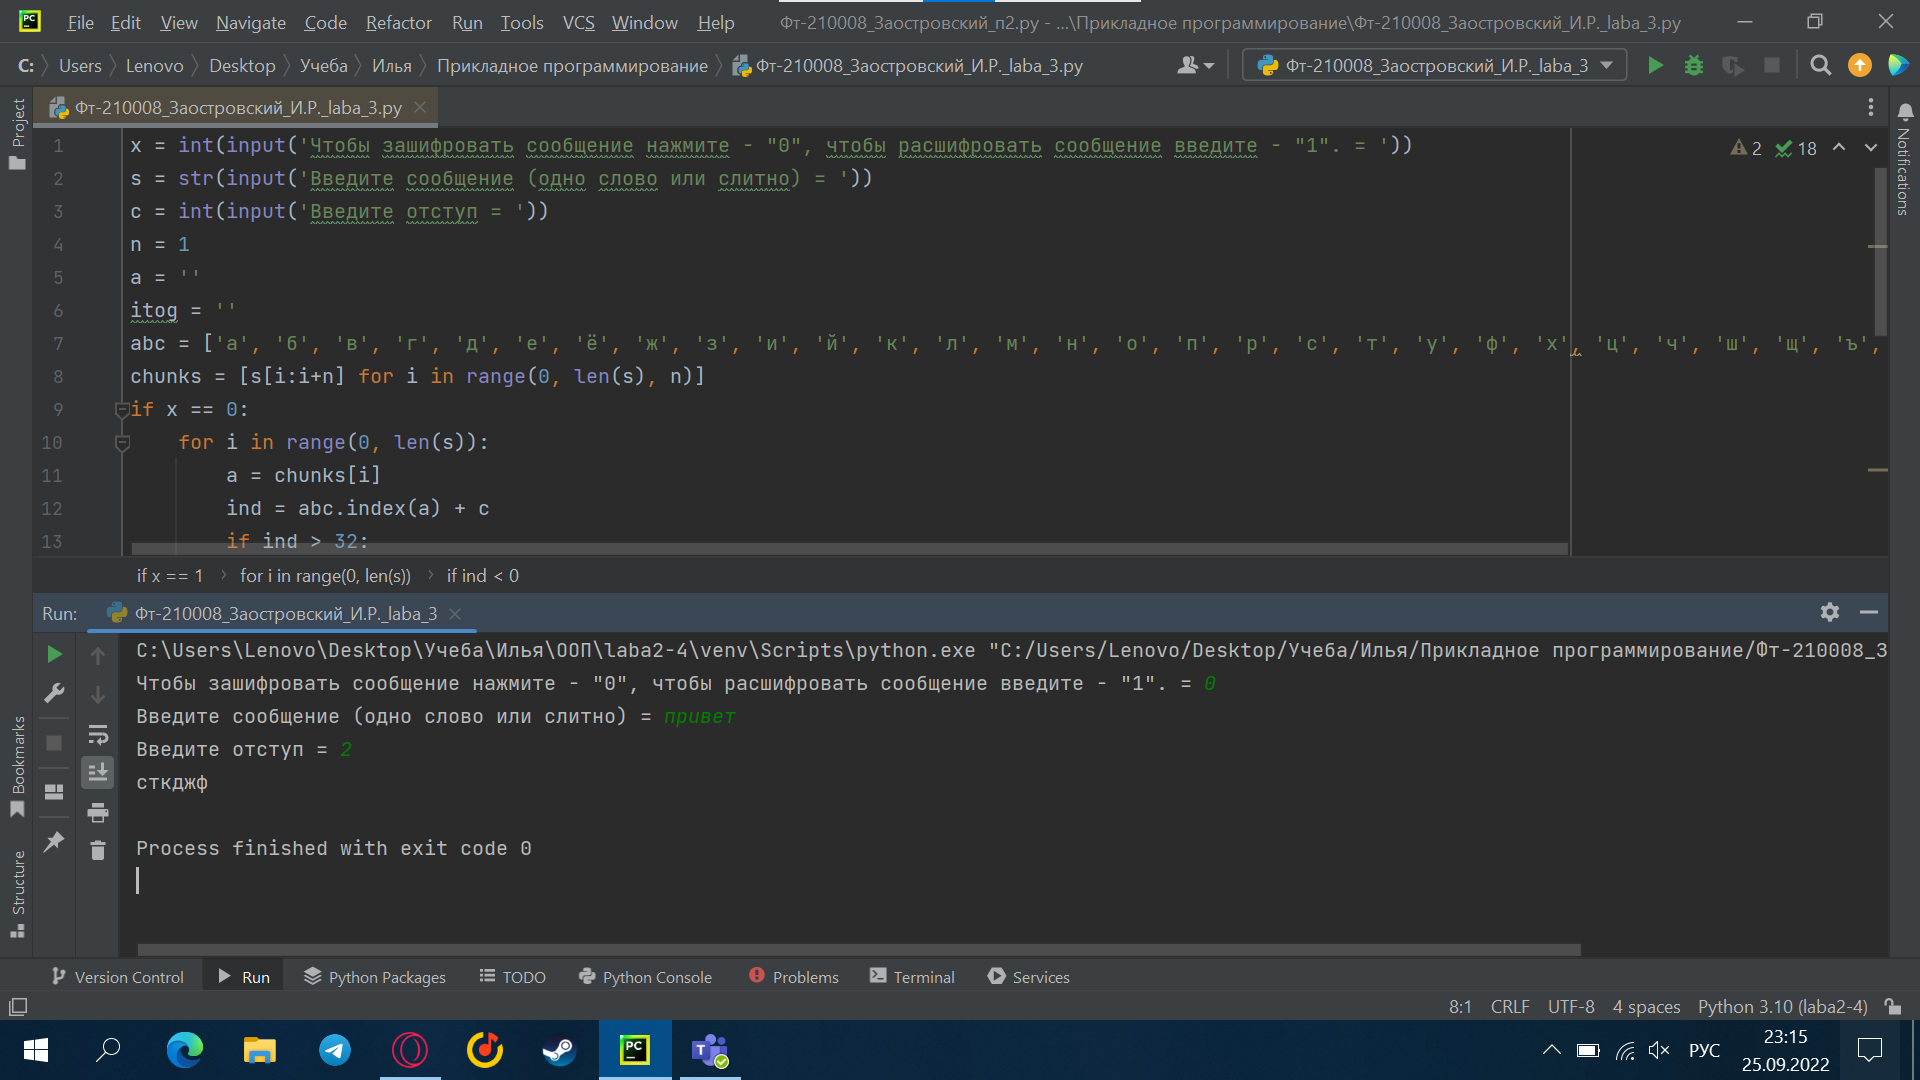 File Edit View Navigate Code Refactor Run Tools VCS Window Help Фт-210008_Заостровский_п2.py - ...\Прикладное программирование\Фт-210008_Заостровский_И.Р._laba_3.py
C: Users Lenovo Desktop Учеба Илья Прикладное программирование Фт-210008_Заостровский_И.Р._laba_3.py Фт-210008_Заостровский_И.Р._laba_3
Фт-210008_Заостровский_И.Р._laba_3.py
Project
Notifications
2 18
1 x = int(input('Чтобы зашифровать сообщение нажмите - "0", чтобы расшифровать сообщение введите - "1". = '))
2 s = str(input('Введите сообщение (одно слово или слитно) = '))
3 c = int(input('Введите отступ = '))
4 n = 1
5 a = ''
6 itog = ''
7 abc = ['а', 'б', 'в', 'г', 'д', 'е', 'ё', 'ж', 'з', 'и', 'й', 'к', 'л', 'м', 'н', 'о', 'п', 'р', 'с', 'т', 'у', 'ф', 'х', 'ц', 'ч', 'ш', 'щ', 'ъ',
8 chunks = [s[i:i+n] for i in range(0, len(s), n)]
9 if x == 0:
10 for i in range(0, len(s)):
11 a = chunks[i]
12 ind = abc.index(a) + c
13 if ind > 32:
if x == 1 for i in range(0, len(s)) if ind < 0
Run: Фт-210008_Заостровский_И.Р._laba_3
C:\Users\Lenovo\Desktop\Учеба\Илья\ООП\laba2-4\venv\Scripts\python.exe "C:/Users/Lenovo/Desktop/Учеба/Илья/Прикладное программирование/Фт-210008_З
Чтобы зашифровать сообщение нажмите - "0", чтобы расшифровать сообщение введите - "1". = 0
Введите сообщение (одно слово или слитно) = привет
Введите отступ = 2
сткджф
Process finished with exit code 0
Bookmarks
Structure
Version Control Run Python Packages TODO Python Console Problems Terminal Services
8:1 CRLF UTF-8 4 spaces Python 3.10 (laba2-4)
РУС 23:15
25.09.2022